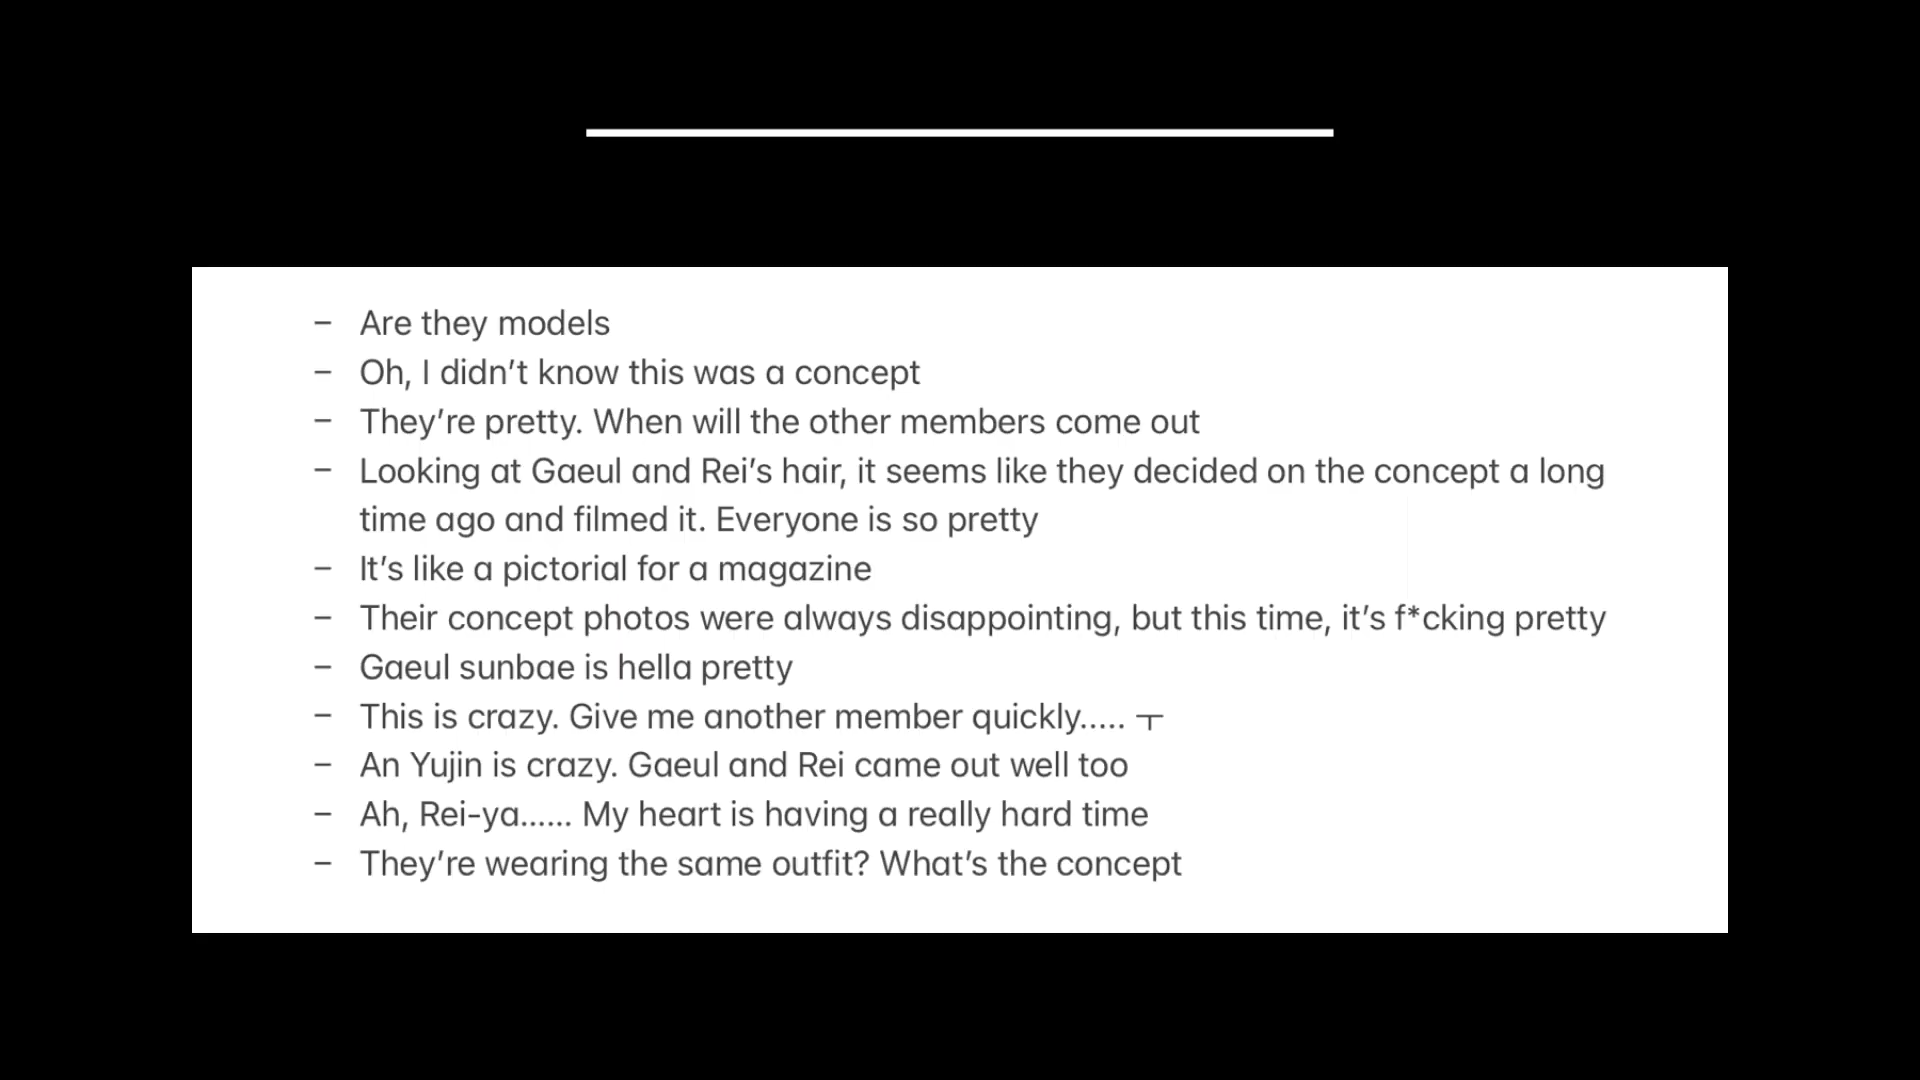 – Are they models
– Oh, I didn’t know this was a concept
– They’re pretty. When will the other members come out
– Looking at Gaeul and Rei’s hair, it seems like they decided on the concept a long
time ago and filmed it. Everyone is so pretty
– It’s like a pictorial for a magazine
– Their concept photos were always disappointing, but this time, it’s f*cking pretty
– Gaeul sunbae is hella pretty
– This is crazy. Give me another member quickly..... ㅜ
– An Yujin is crazy. Gaeul and Rei came out well too
– Ah, Rei-ya...... My heart is having a really hard time
– They’re wearing the same outfit? What’s the concept